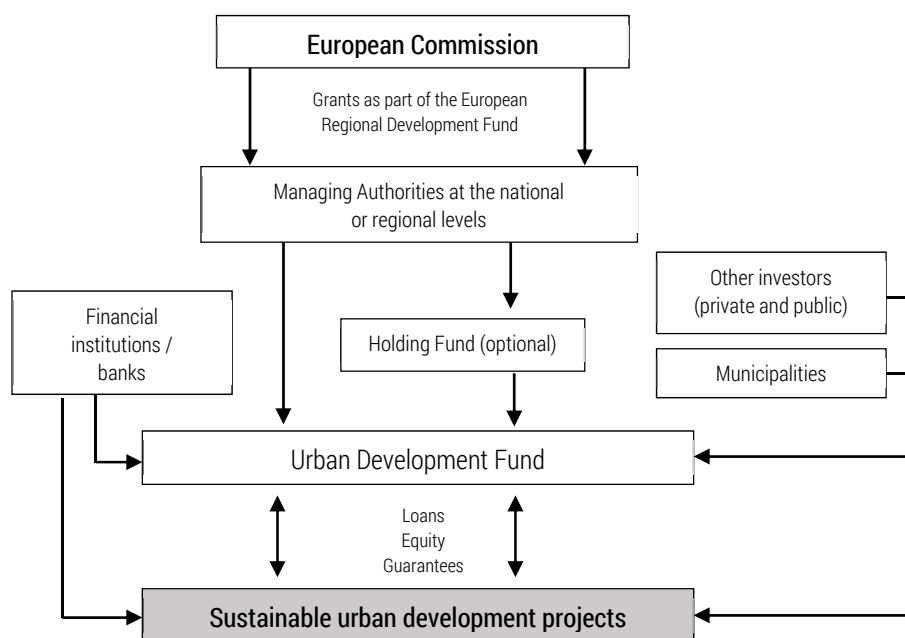 European Commission
Grants as part of the European
Regional Development Fund
Managing Authorities at the national
or regional levels
Other investors
(private and public)
Financial
institutions /
banks
Holding Fund (optional)
Municipalities
Urban Development Fund
Loans
Equity
Guarantees
Sustainable urban development projects